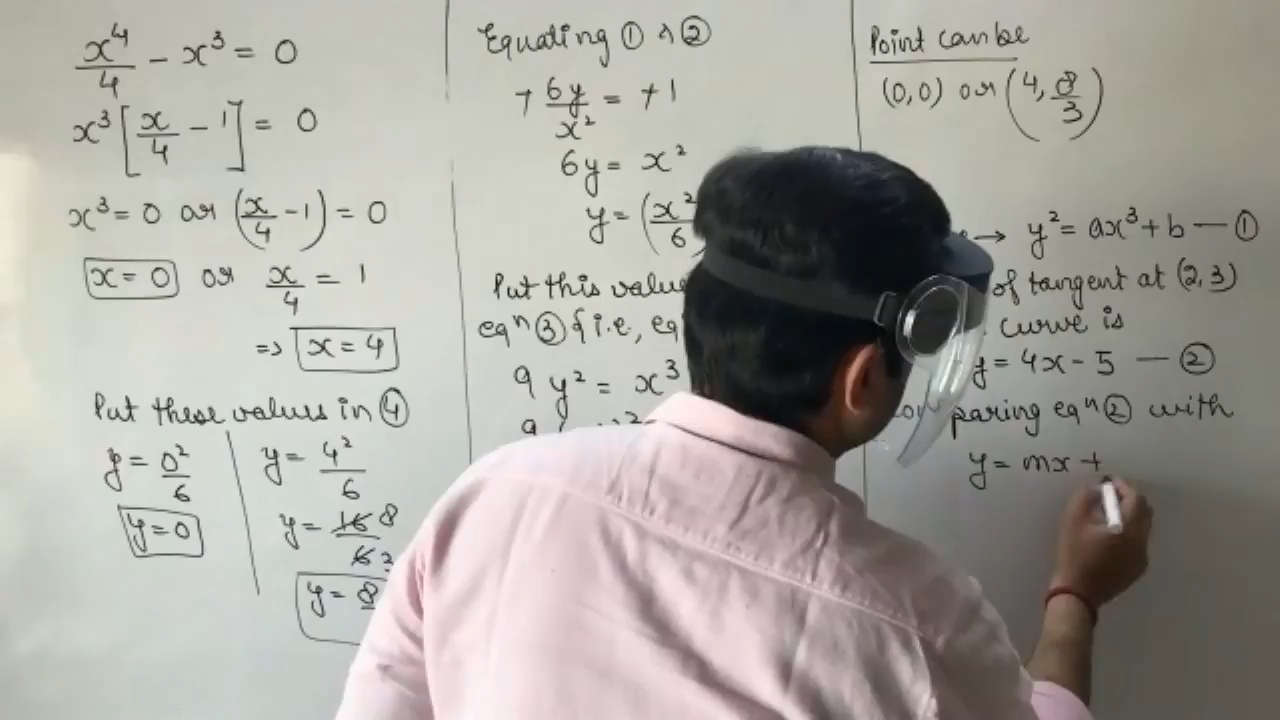 x⁴/4 - x³ = 0
x³[x/4 - 1] = 0
x³ = 0 or (x/4 - 1) = 0
x = 0 or x/4 = 1
⇒ x = 4
Put these values in ④
y = 0²/6
y = 0
y = 4²/6
y = 16/6 8
y = 8
Equating ① & ②
+ 6y/x² = + 1
6y = x²
y = (x²/6
Put this value
eqⁿ ③ {i.e, eq
9 y² = x³
9
Point can be
(0,0) or (4, 8/3)
→ y² = ax³ + b — ①
of tangent at (2,3)
curve is
y = 4x - 5 — ②
paring eqⁿ ② with
y = mx +